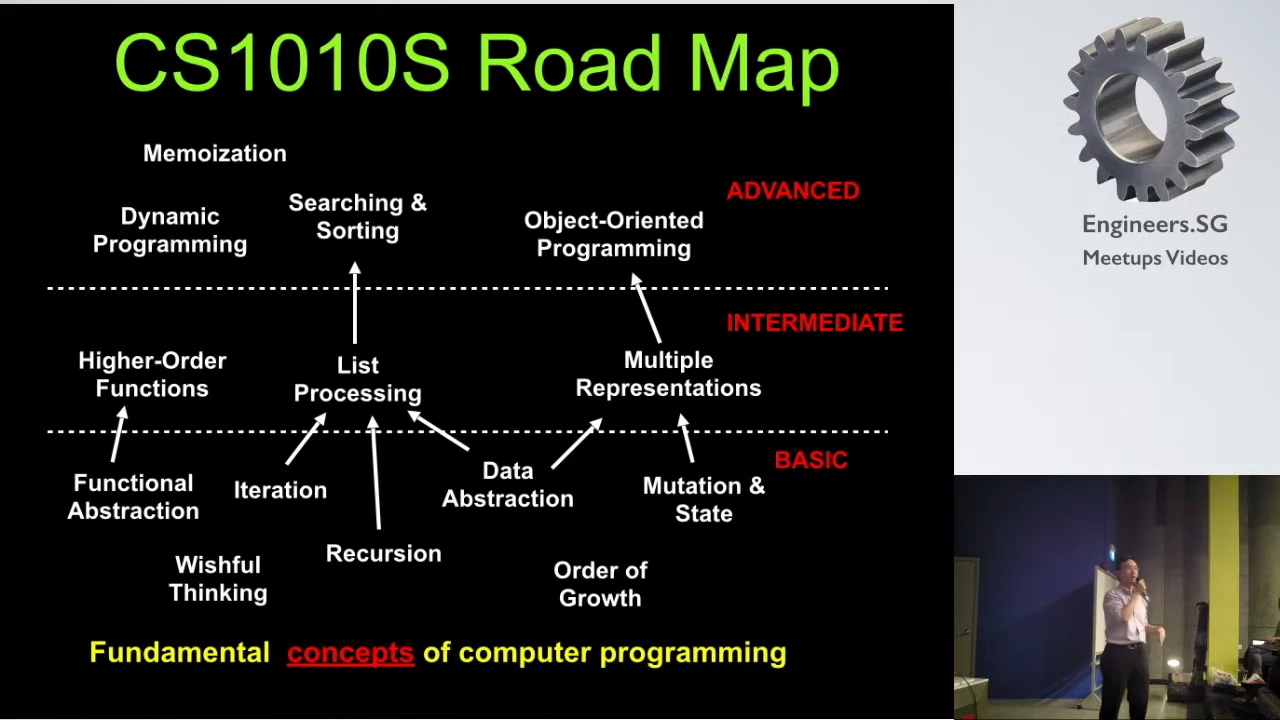 CS1010S Road Map
Memoization
ADVANCED
Searching &
Sorting
Dynamic
Programming
Object-Oriented
Programming
INTERMEDIATE
Higher-Order
Functions
List
Processing
Multiple
Representations
BASIC
Functional
Abstraction
Iteration
Data
Abstraction
Mutation &
State
Wishful
Thinking
Recursion
Order of
Growth
Fundamental concepts of computer programming
Engineers.SG
Meetups Videos